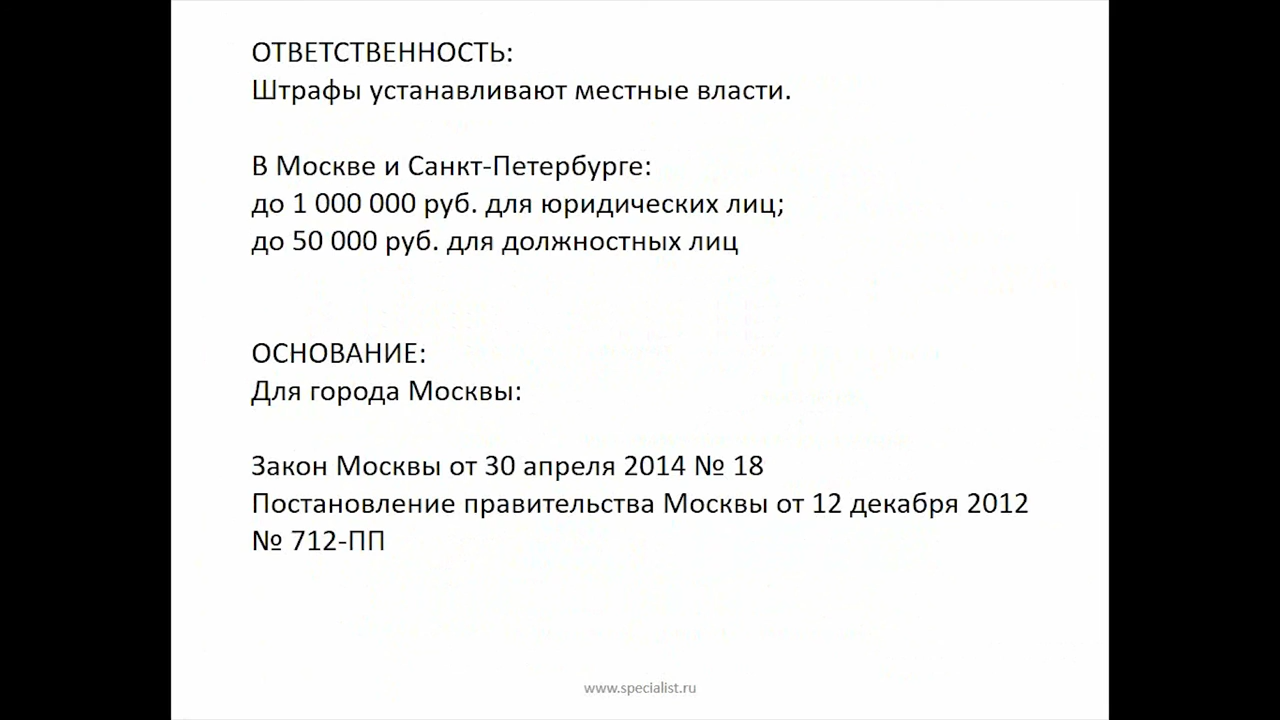 ОТВЕТСТВЕННОСТЬ:
Штрафы устанавливают местные власти.
В Москве и Санкт-Петербурге:
до 1 000 000 руб. для юридических лиц;
до 50 000 руб. для должностных лиц
ОСНОВАНИЕ:
Для города Москвы:
Закон Москвы от 30 апреля 2014 № 18
Постановление правительства Москвы от 12 декабря 2012
№ 712-ПП
www.specialist.ru